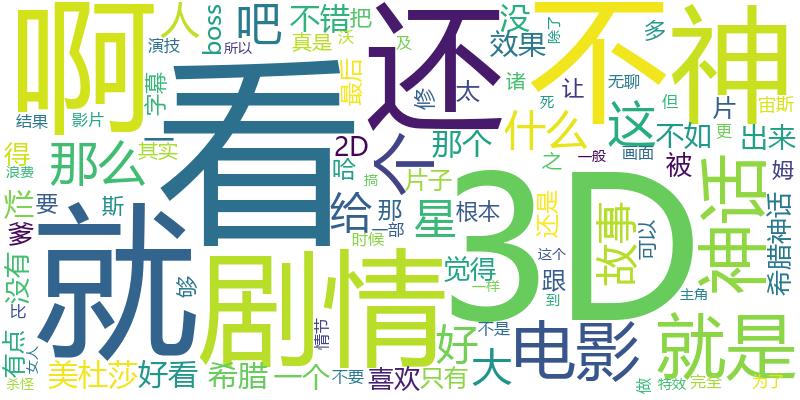 啊
人
吧
boss
不错
把
没
还
不
神
多
真是
沃
及
除了
演技
所以
效果
最后
修
太
诸
让
无聊
字幕
看
片
但
宙斯
结果
影片
死
一
2D
什么
这
不如
出来
得
那么
其实
个
那个
更
浪费
哈
之
一般
画面
被
姆
搞
片子
3D
神话
烂
要
斯
给
那
星
根本
还是
故事
可以
希腊神话
爹
就
一部
没有
够
时候
觉得
跟
这个
剧情
一样
到
主角
氏
有点
女人
情节
好
不是
电影
就是
杀怪
美杜莎
好看
希腊
一个
不要
喜欢
只有
大
做
特效
完全
为了